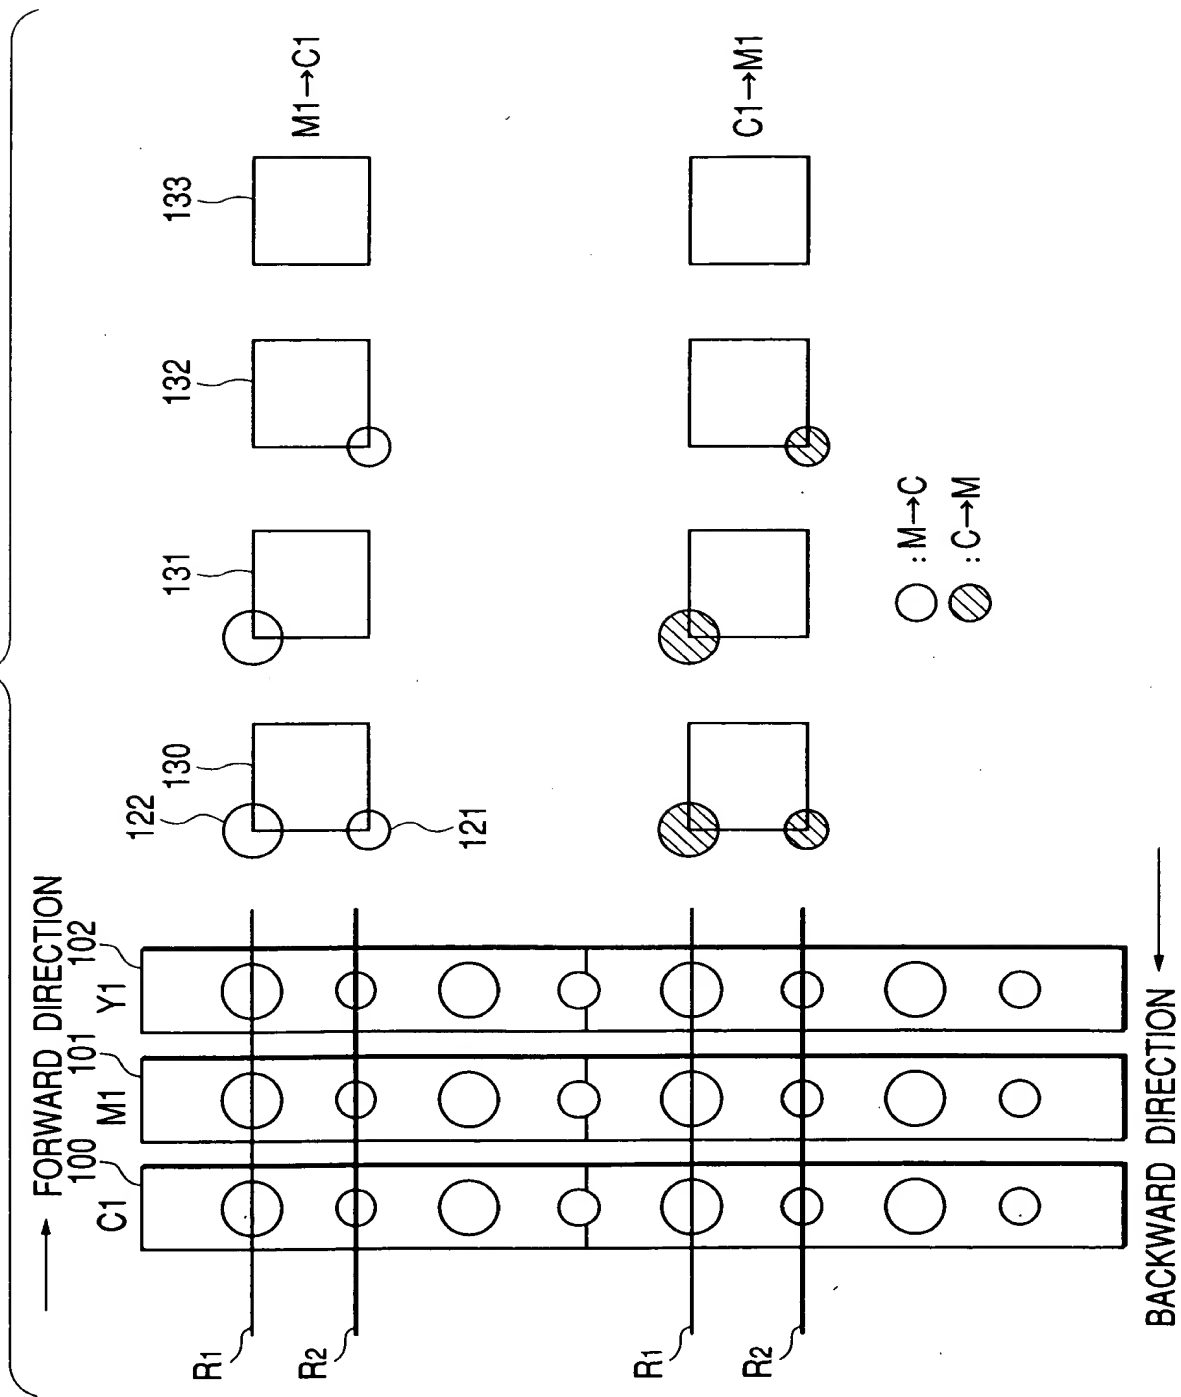 FORWARD DIRECTION
C1 100
M1 101
Y1 102
R1
R2
R1
R2
122
121
130
131
132
133
M1→C1
C1→M1
: M→C
: C→M
BACKWARD DIRECTION